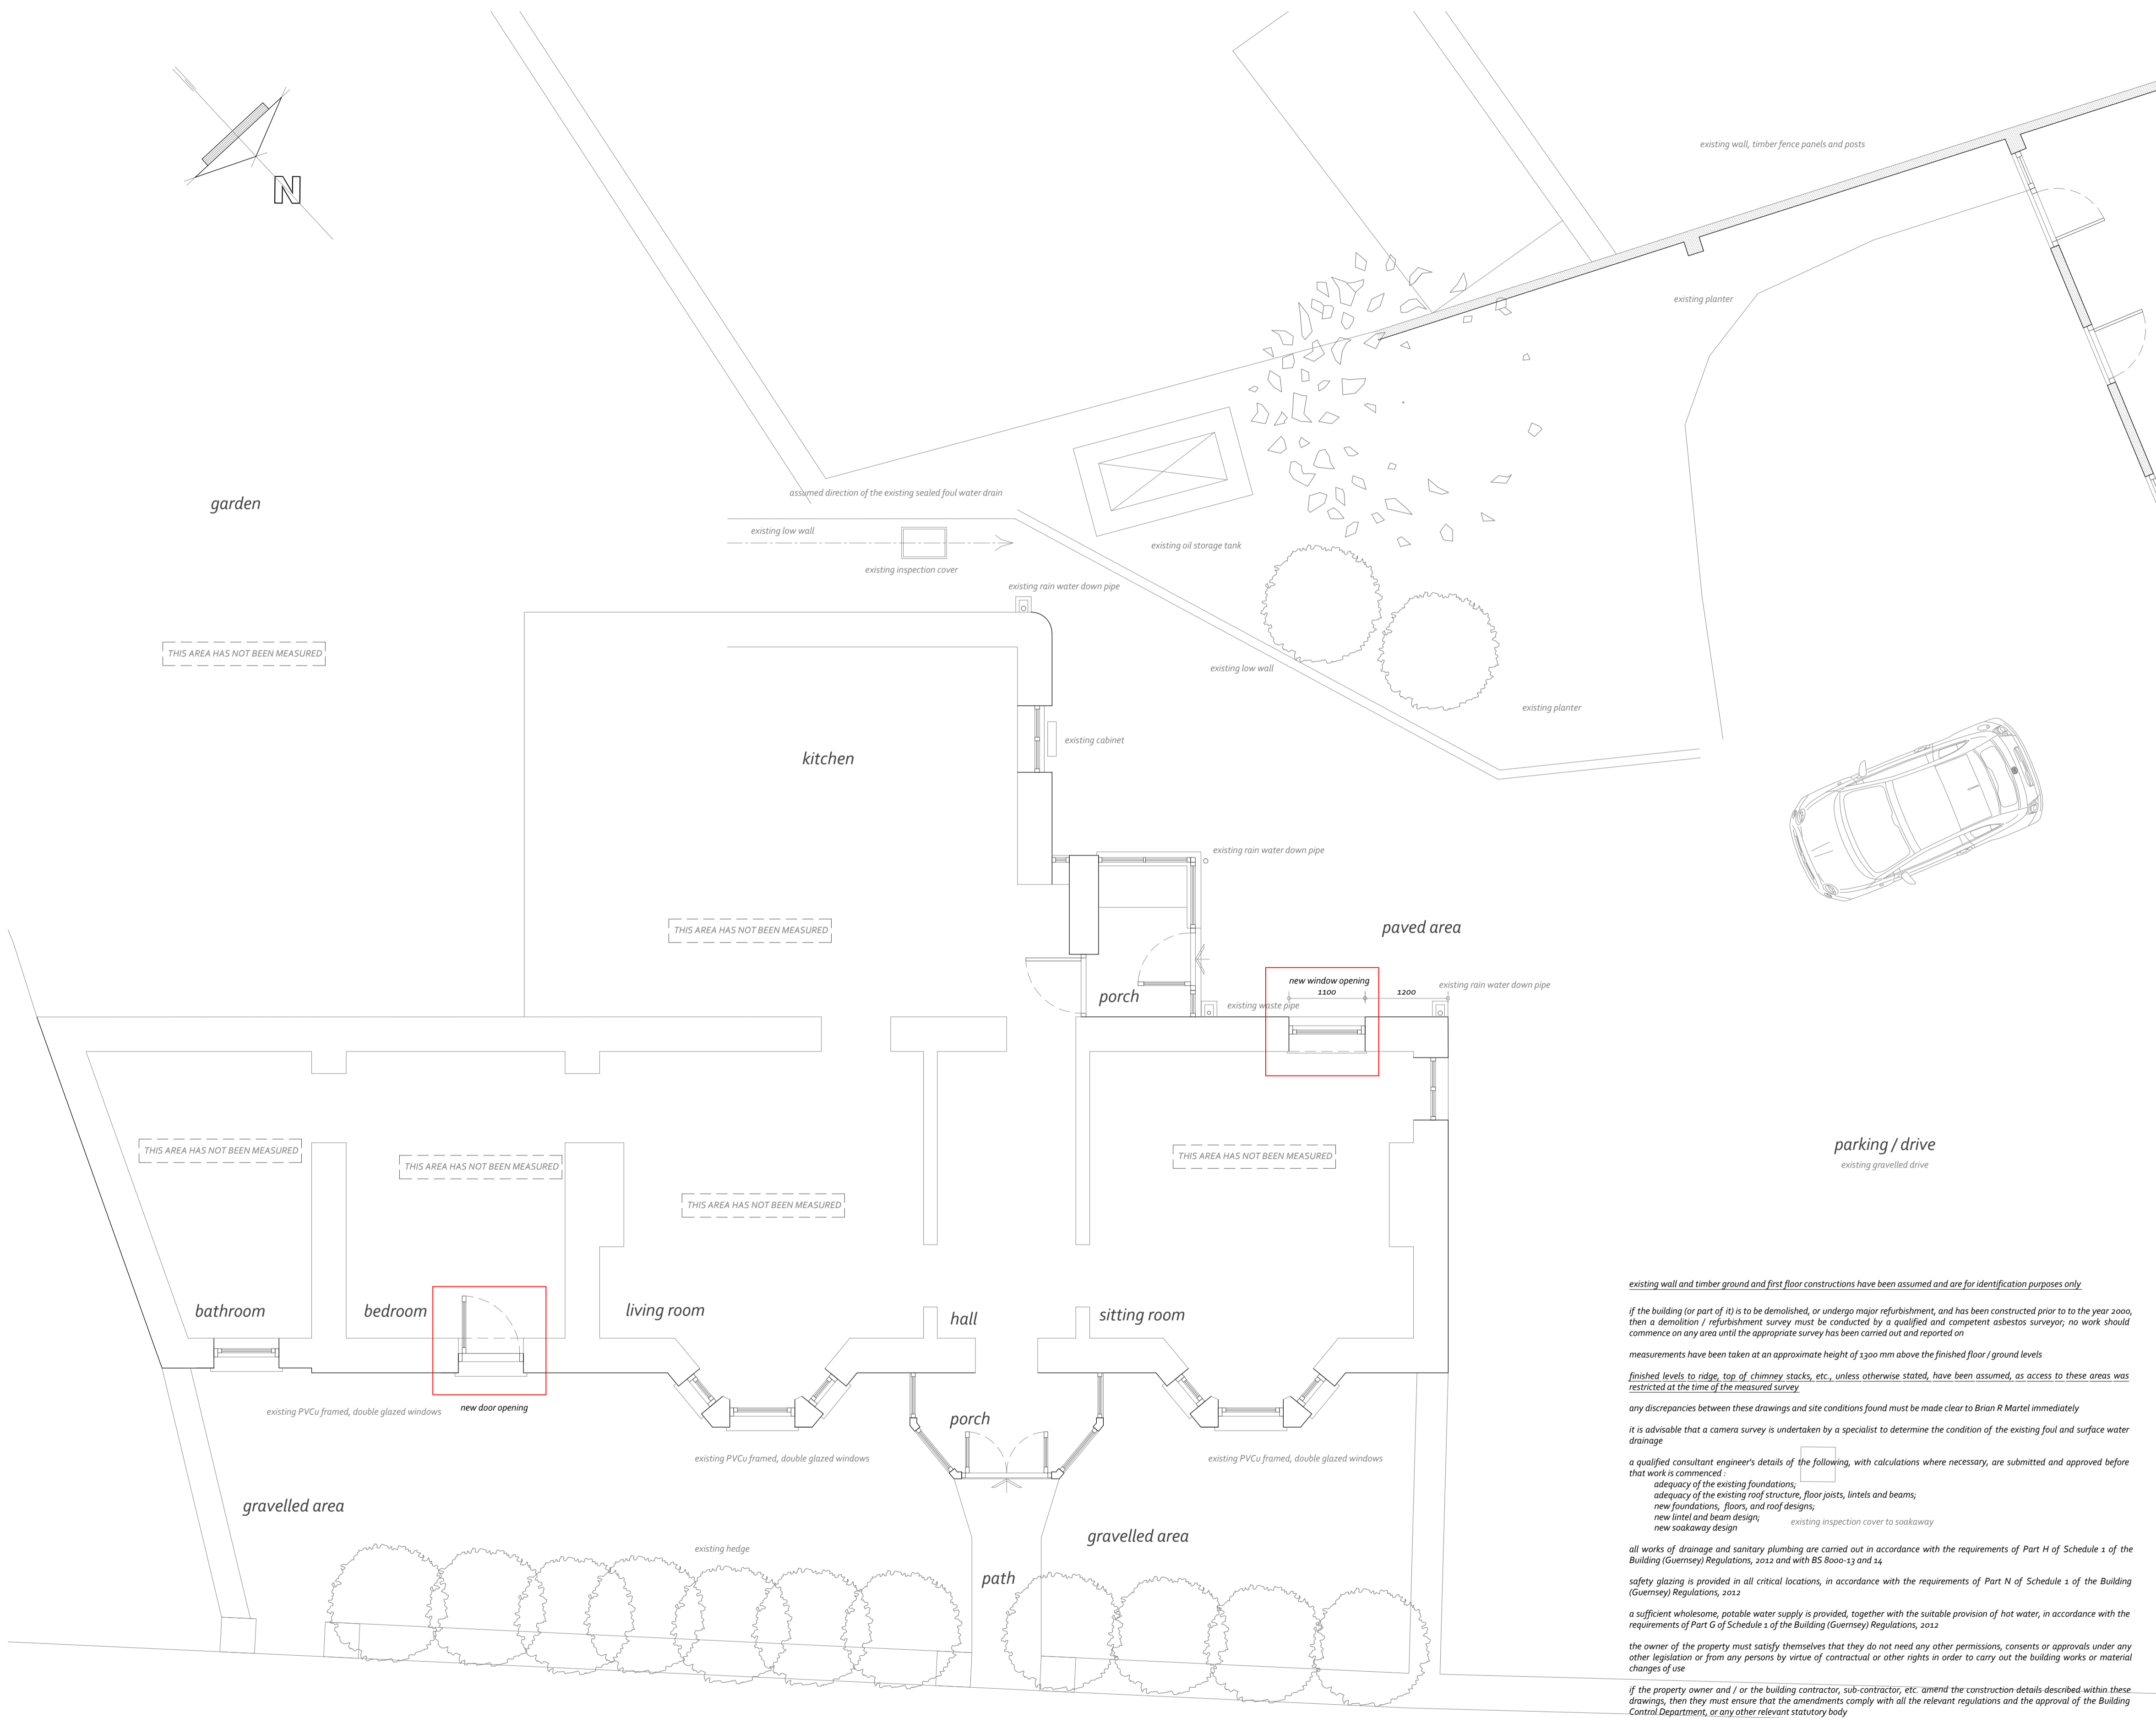 N
existing wall, timber fence panels and posts
existing planter
garden
assumed direction of the existing sealed foul water drain
existing low wall
existing oil storage tank
existing inspection cover
existing rain water down pipe
THIS AREA HAS NOT BEEN MEASURED
existing low wall
existing planter
existing cabinet
kitchen
existing rain water down pipe
THIS AREA HAS NOT BEEN MEASURED
paved area
new window opening
existing rain water down pipe
1100
1200
porch
existing waste pipe
parking / drive
existing gravelled drive
THIS AREA HAS NOT BEEN MEASURED
THIS AREA HAS NOT BEEN MEASURED
THIS AREA HAS NOT BEEN MEASURED
THIS AREA HAS NOT BEEN MEASURED
bathroom
bedroom
living room
hall
sitting room
new door opening
existing PVCu framed, double glazed windows
porch
existing PVCu framed, double glazed windows
existing PVCu framed, double glazed windows
gravelled area
gravelled area
existing hedge
path
existing wall and timber ground and first floor constructions have been assumed and are for identification purposes only
if the building (or part of it) is to be demolished, or undergo major refurbishment, and has been constructed prior to to the year 2000,
then a demolition / refurbishment survey must be conducted by a qualified and competent asbestos surveyor; no work should
commence on any area until the appropriate survey has been carried out and reported on
measurements have been taken at an approximate height of 1300 mm above the finished floor / ground levels
finished levels to ridge, top of chimney stacks, etc., unless otherwise stated, have been assumed, as access to these areas was
restricted at the time of the measured survey
any discrepancies between these drawings and site conditions found must be made clear to Brian R Martel immediately
it is advisable that a camera survey is undertaken by a specialist to determine the condition of the existing foul and surface water
drainage
a qualified consultant engineer's details of the following, with calculations where necessary, are submitted and approved before
that work is commenced :
adequacy of the existing foundations;
adequacy of the existing roof structure, floor joists, lintels and beams;
new foundations, floors, and roof designs;
new lintel and beam design;
new soakaway design
existing inspection cover to soakaway
all works of drainage and sanitary plumbing are carried out in accordance with the requirements of Part H of Schedule 1 of the
Building (Guernsey) Regulations, 2012 and with BS 8000-13 and 14
safety glazing is provided in all critical locations, in accordance with the requirements of Part N of Schedule 1 of the Building
(Guernsey) Regulations, 2012
a sufficient wholesome, potable water supply is provided, together with the suitable provision of hot water, in accordance with the
requirements of Part G of Schedule 1 of the Building (Guernsey) Regulations, 2012
the owner of the property must satisfy themselves that they do not need any other permissions, consents or approvals under any
other legislation or from any persons by virtue of contractual or other rights in order to carry out the building works or material
changes of use
if the property owner and / or the building contractor, sub-contractor, etc. amend the construction details described within these
drawings, then they must ensure that the amendments comply with all the relevant regulations and the approval of the Building
Control Department, or any other relevant statutory body